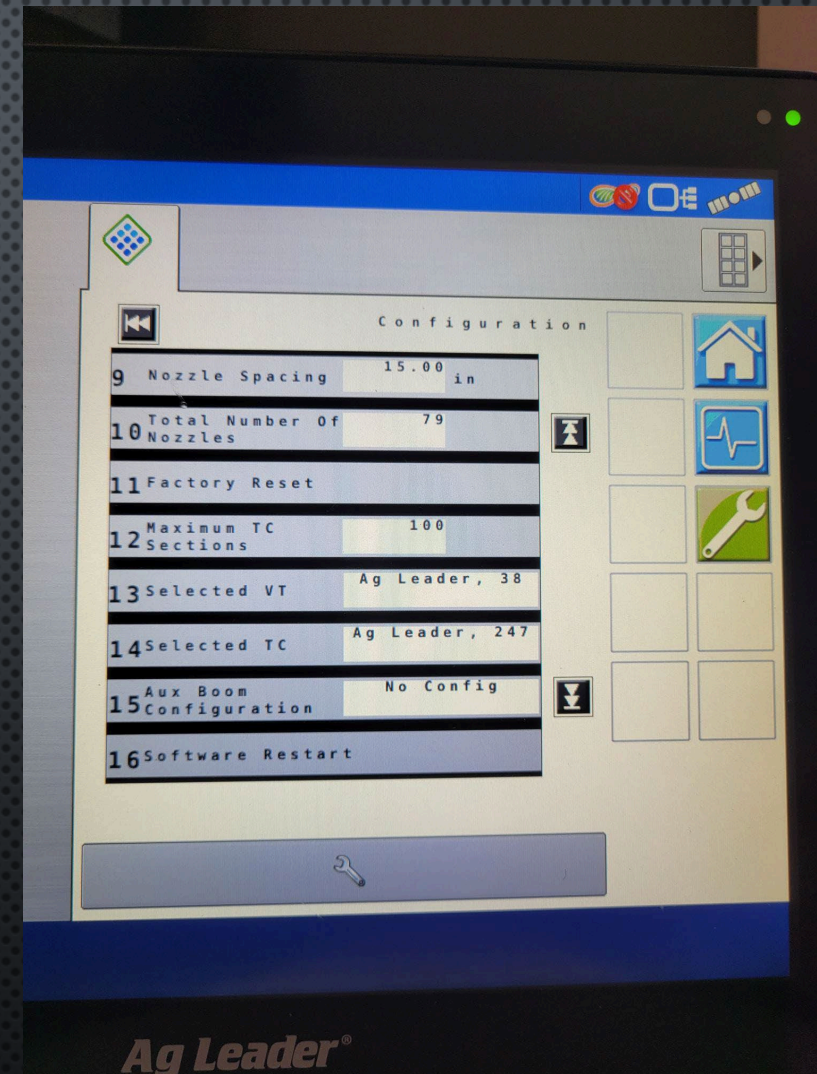 Configuration
9 Nozzle Spacing 15.00 in
10 Total Number Of
Nozzles 79
11 Factory Reset
12 Maximum TC
Sections 100
13 Selected VT Ag Leader, 38
14 Selected TC Ag Leader, 247
15 Aux Boom
Configuration No Config
16 Software Restart
Ag Leader®